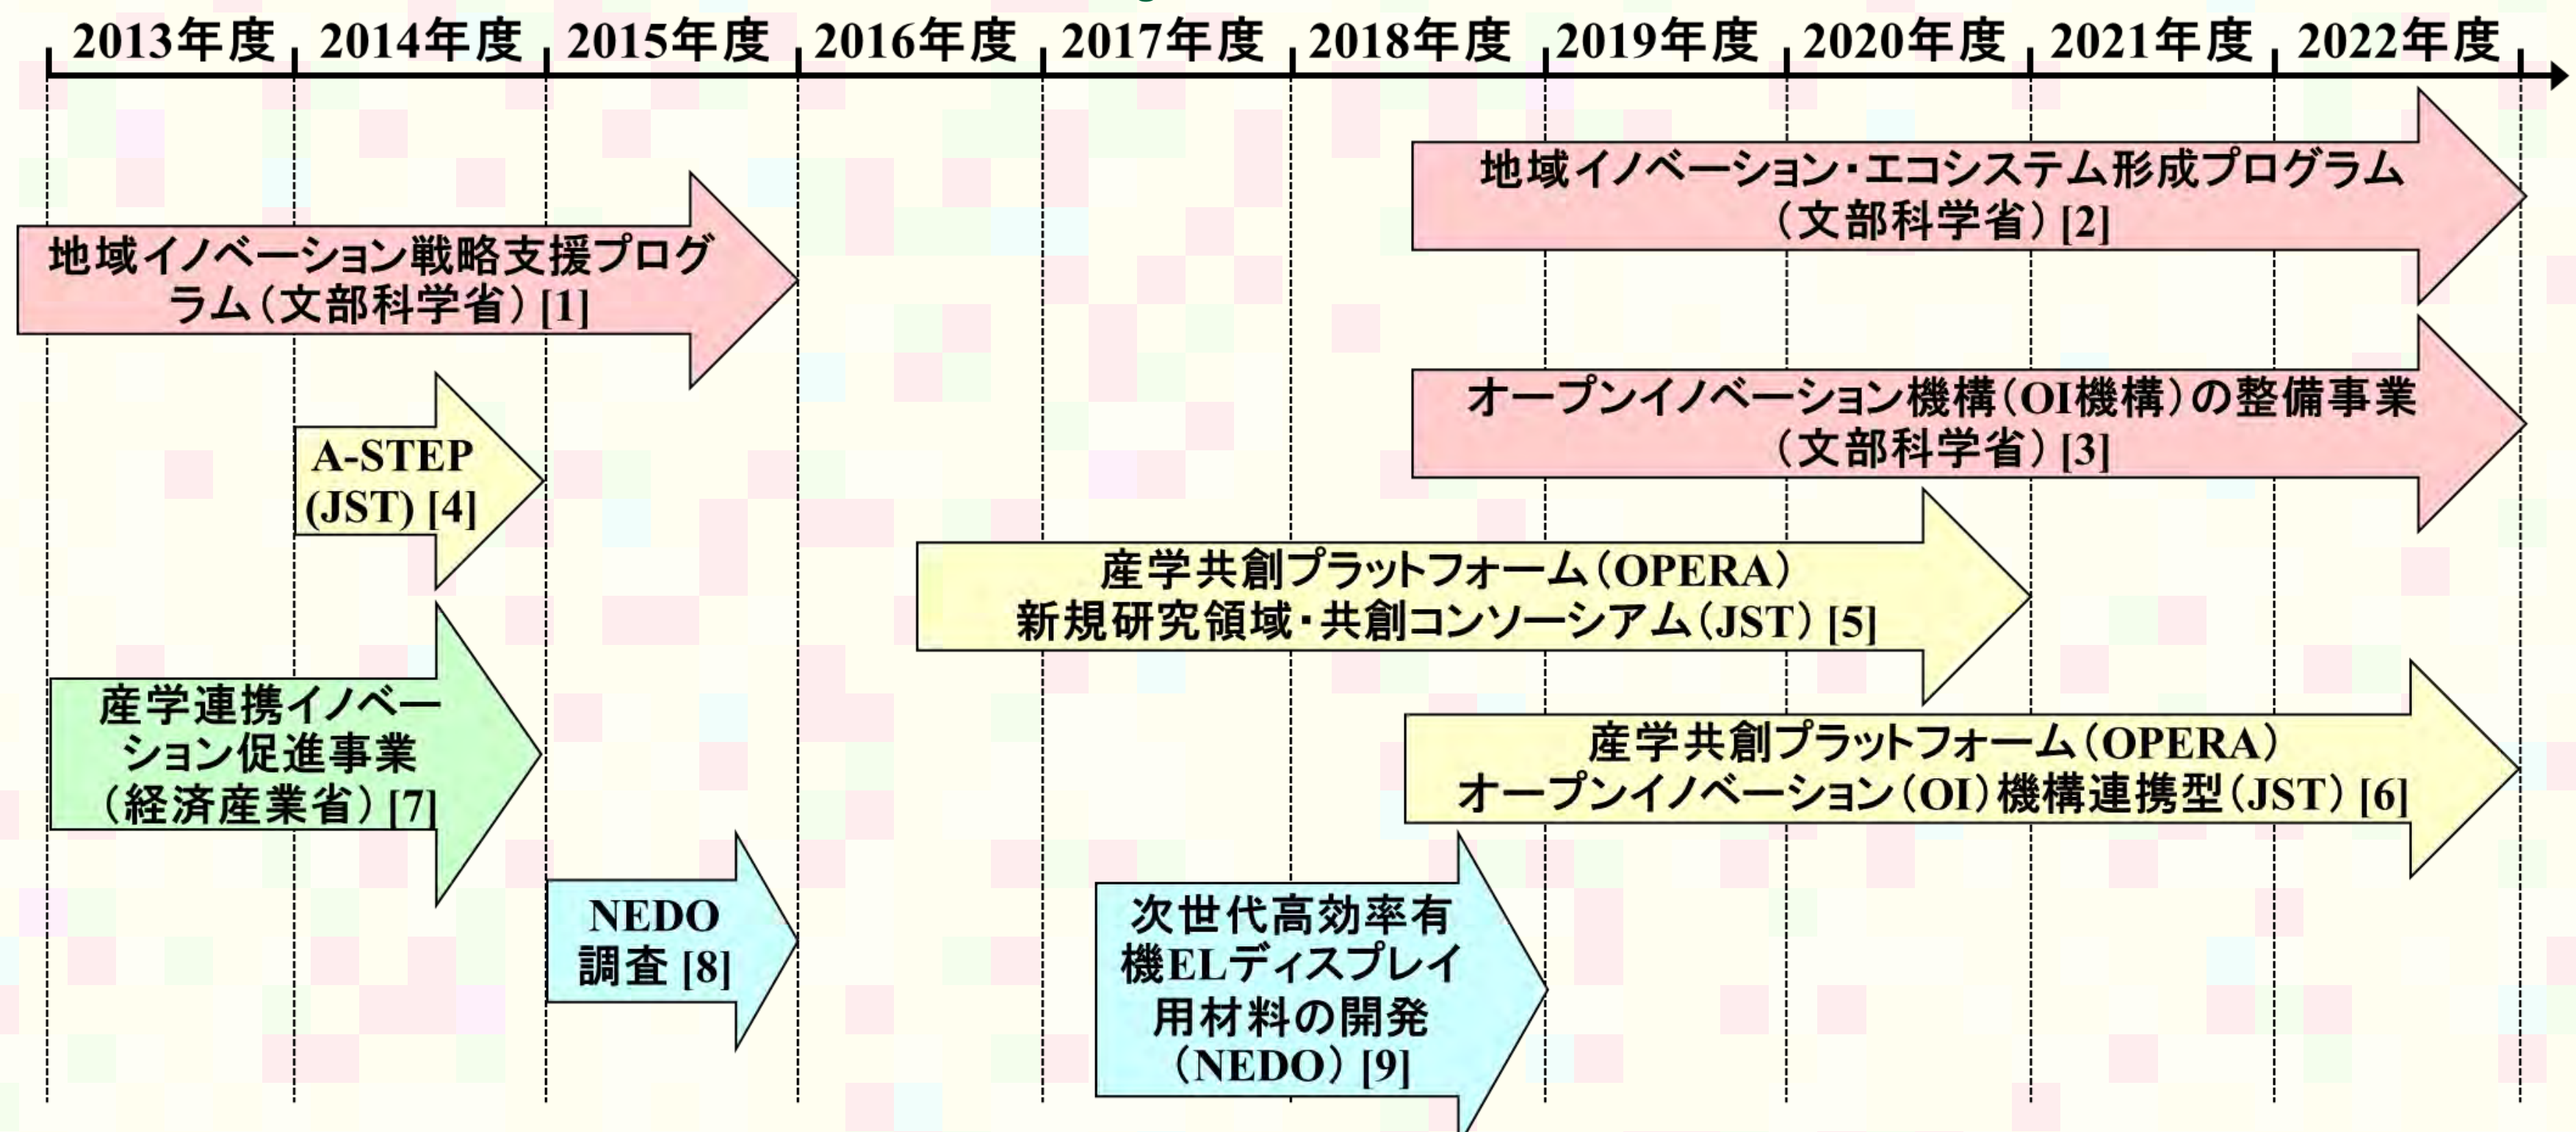 2013年度 2014年度 2015年度 2016年度 2017年度 2018年度 2019年度 2020年度 2021年度 2022年度
地域イノベーション・エコシステム形成プログラム
（文部科学省）[2]
地域イノベーション戦略支援プログ
ラム（文部科学省）[1]
オープンイノベーション機構（OI機構）の整備事業
（文部科学省）[3]
A-STEP
(JST) [4]
産学共創プラットフォーム（OPERA）
新規研究領域・共創コンソーシアム（JST）[5]
産学連携イノベー
ション促進事業
（経済産業省）[7]
産学共創プラットフォーム（OPERA）
オープンイノベーション（OI）機構連携型（JST）[6]
NEDO
調査 [8]
次世代高効率有
機ELディスプレイ
用材料の開発
（NEDO）[9]